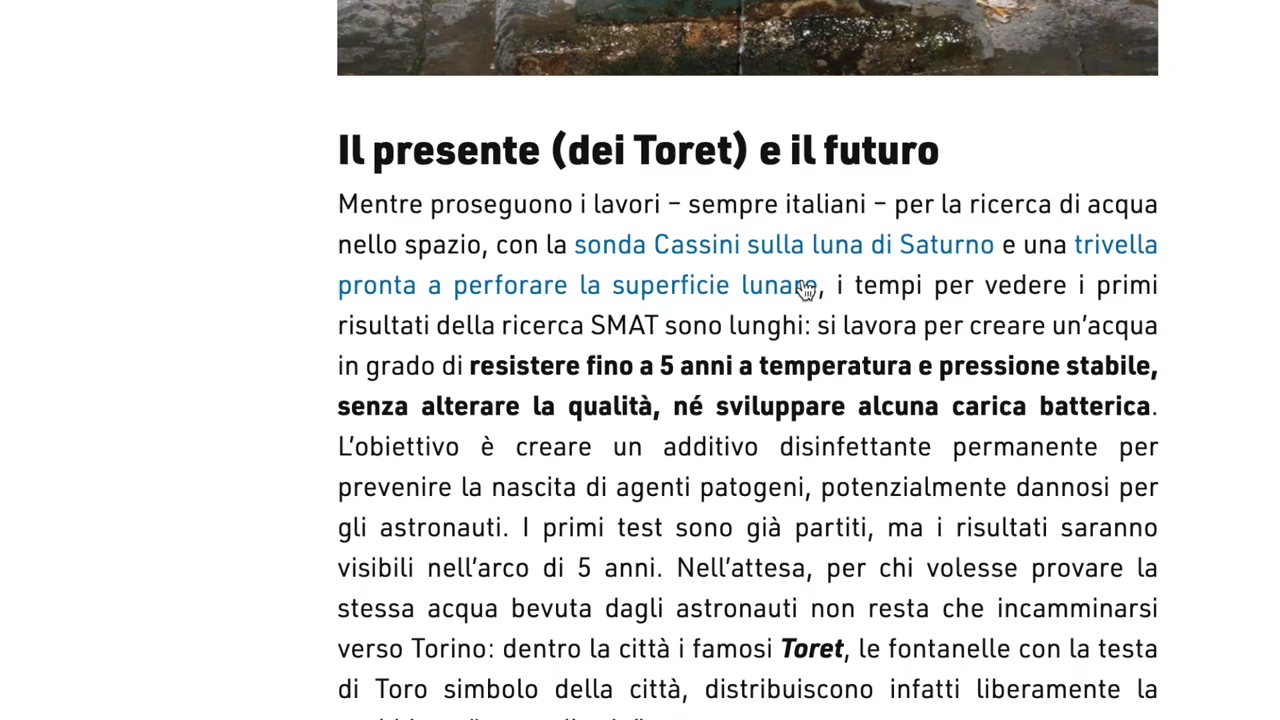 Il presente (dei Toret) e il futuro
Mentre proseguono i lavori – sempre italiani – per la ricerca di acqua
nello spazio, con la sonda Cassini sulla luna di Saturno e una trivella
pronta a perforare la superficie lunare, i tempi per vedere i primi
risultati della ricerca SMAT sono lunghi: si lavora per creare un’acqua
in grado di resistere fino a 5 anni a temperatura e pressione stabile,
senza alterare la qualità, né sviluppare alcuna carica batterica.
L’obiettivo è creare un additivo disinfettante permanente per
prevenire la nascita di agenti patogeni, potenzialmente dannosi per
gli astronauti. I primi test sono già partiti, ma i risultati saranno
visibili nell’arco di 5 anni. Nell’attesa, per chi volesse provare la
stessa acqua bevuta dagli astronauti non resta che incamminarsi
verso Torino: dentro la città i famosi Toret, le fontanelle con la testa
di Toro simbolo della città, distribuiscono infatti liberamente la